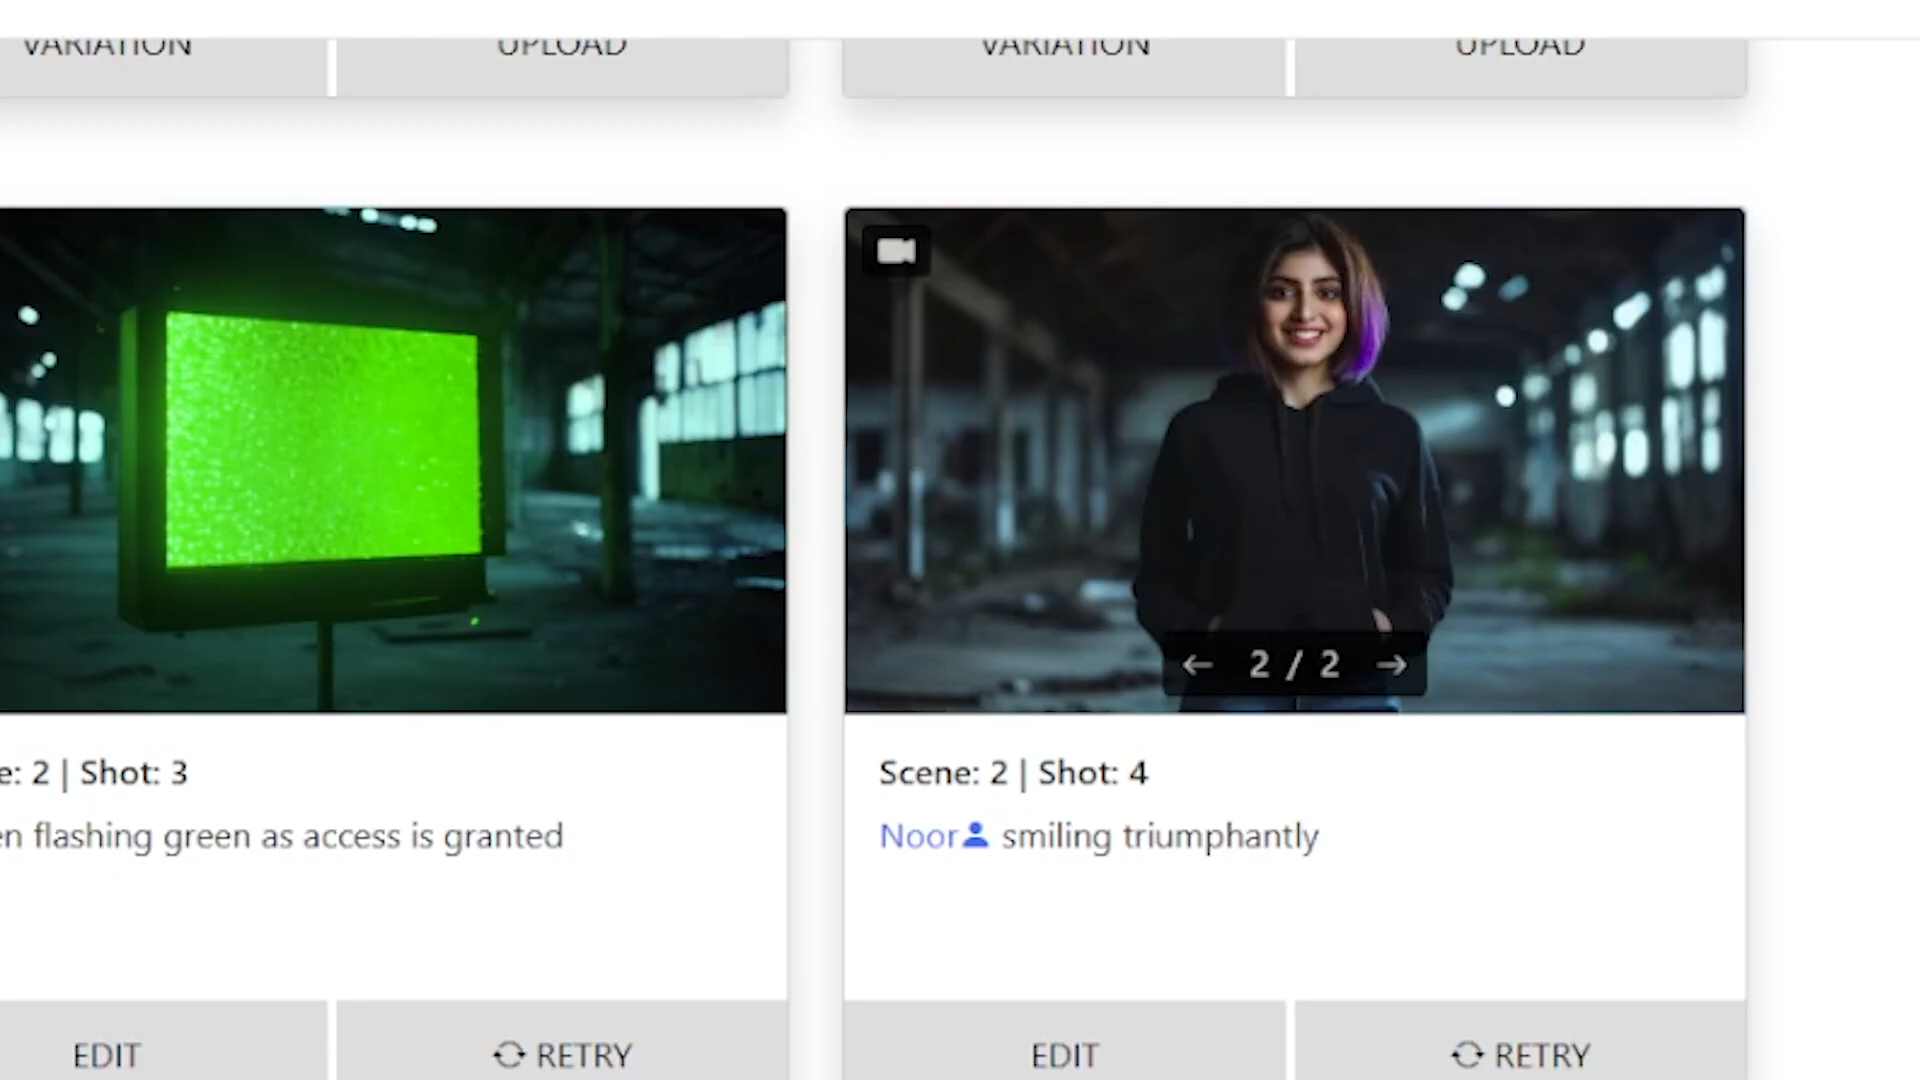 VARIATION UPLOAD VARIATION UPLOAD
2 / 2
e: 2 | Shot: 3
en flashing green as access is granted
Scene: 2 | Shot: 4
Noor smiling triumphantly
EDIT RETRY EDIT RETRY